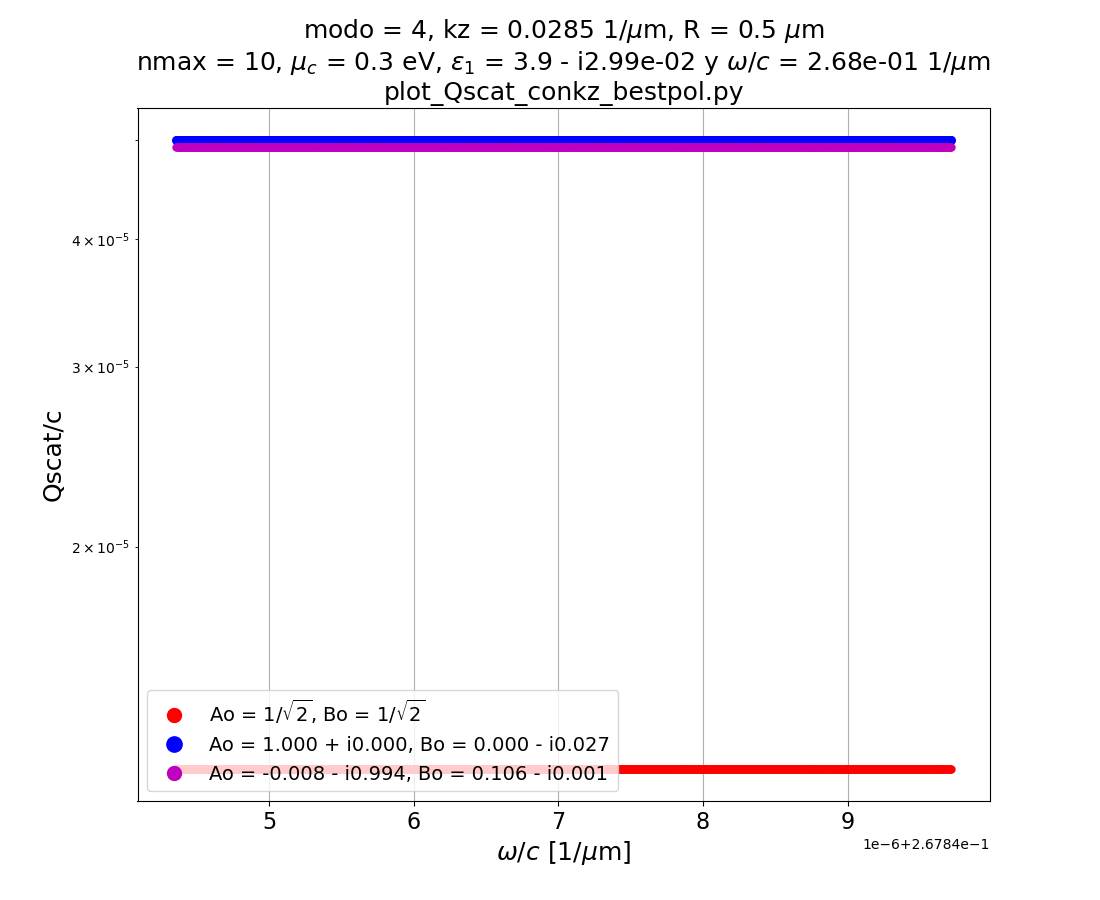 modo = 4, kz = 0.0285 1/μm, R = 0.5 μm
nmax = 10, μ_c = 0.3 eV, ε_1 = 3.9 - i2.99e-02 y ω/c = 2.68e-01 1/μm
plot_Qscat_conkz_bestpol.py
4 × 10⁻⁵
3 × 10⁻⁵
2 × 10⁻⁵
Qscat/c
Ao = 1/√2, Bo = 1/√2
Ao = 1.000 + i0.000, Bo = 0.000 - i0.027
Ao = -0.008 - i0.994, Bo = 0.106 - i0.001
5 6 7 8 9
1e−6+2.6784e−1
ω/c [1/μm]